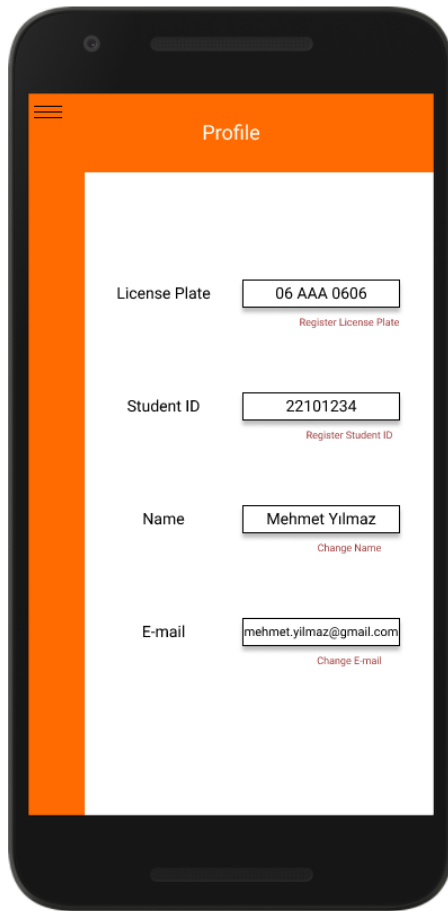 Profile
License Plate
06 AAA 0606
Register License Plate
Student ID
22101234
Register Student ID
Name
Mehmet Yılmaz
Change Name
E-mail
mehmet.yilmaz@gmail.com
Change E-mail